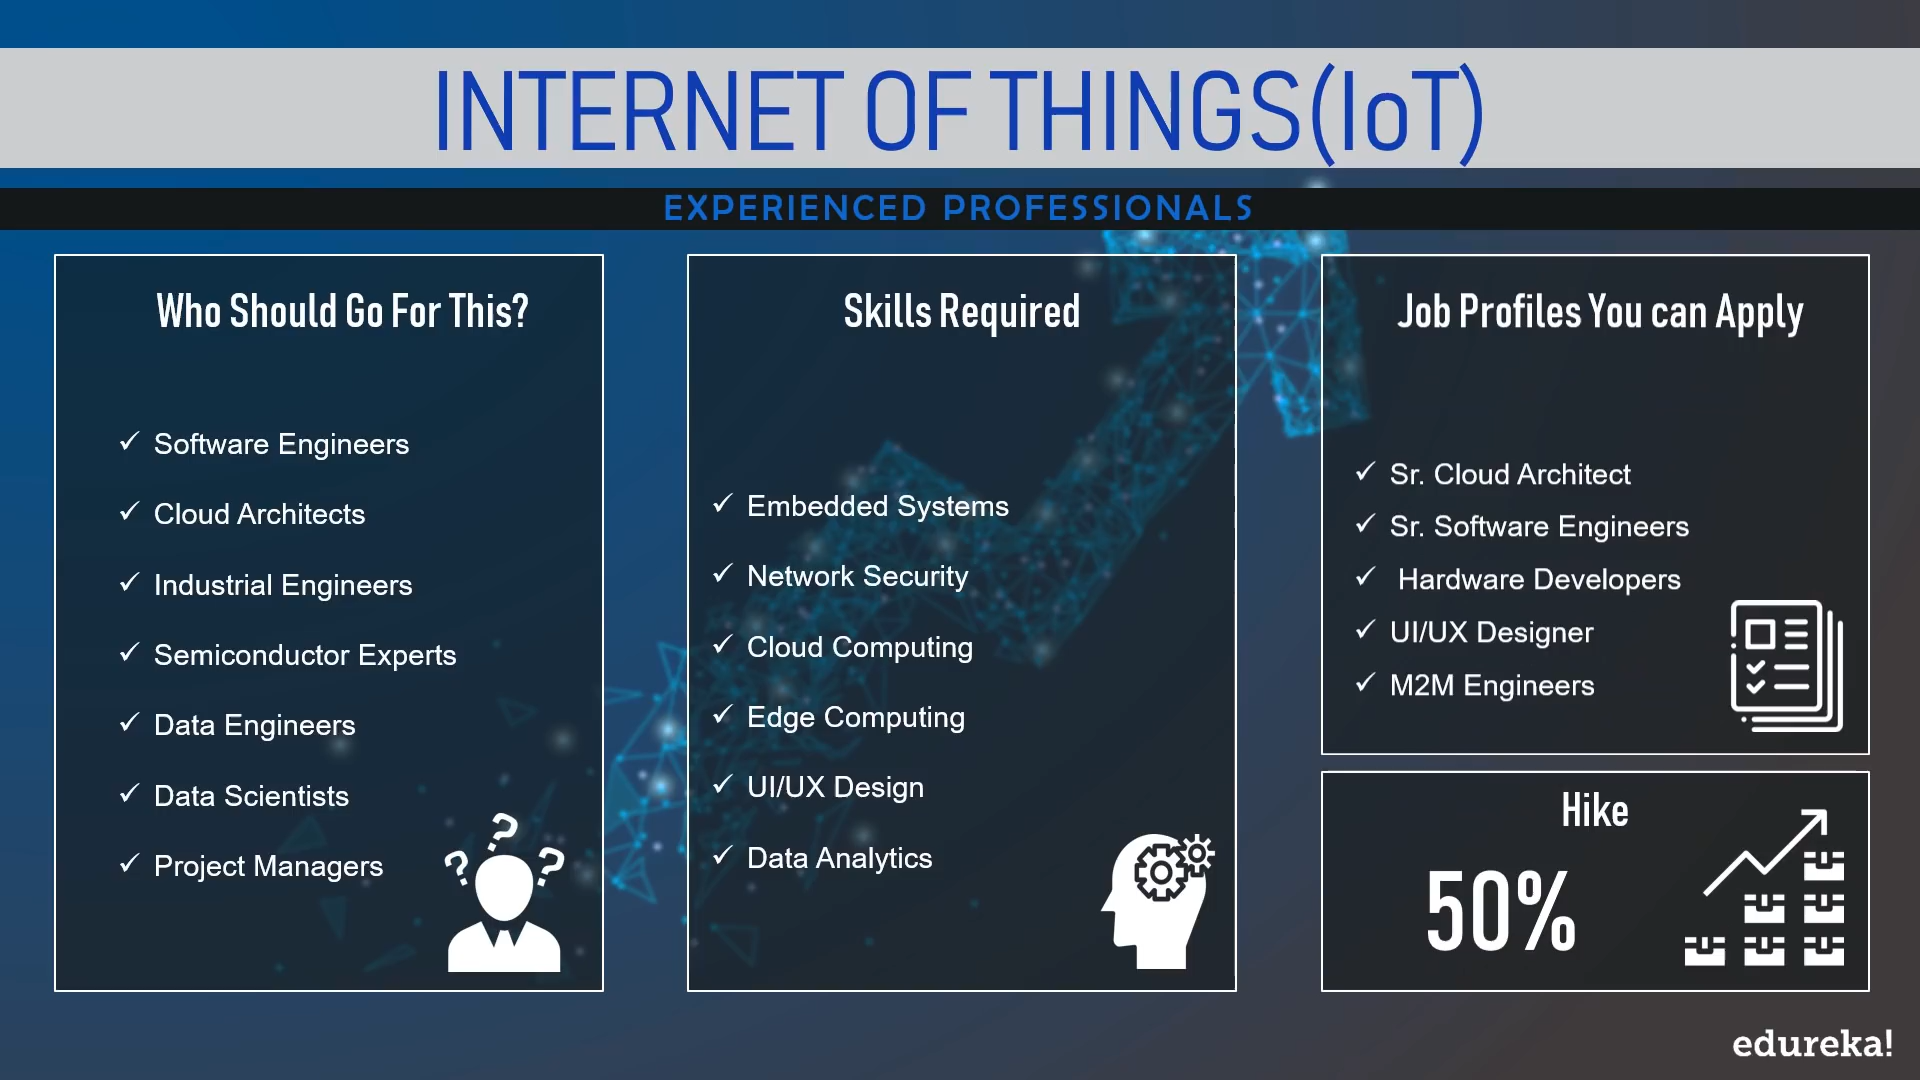 INTERNET OF THINGS(IoT)
EXPERIENCED PROFESSIONALS
Who Should Go For This?
✓ Software Engineers
✓ Cloud Architects
✓ Industrial Engineers
✓ Semiconductor Experts
✓ Data Engineers
✓ Data Scientists
✓ Project Managers
? ? ?
Skills Required
✓ Embedded Systems
✓ Network Security
✓ Cloud Computing
✓ Edge Computing
✓ UI/UX Design
✓ Data Analytics
Job Profiles You can Apply
✓ Sr. Cloud Architect
✓ Sr. Software Engineers
✓ Hardware Developers
✓ UI/UX Designer
✓ M2M Engineers
Hike
50%
edureka!